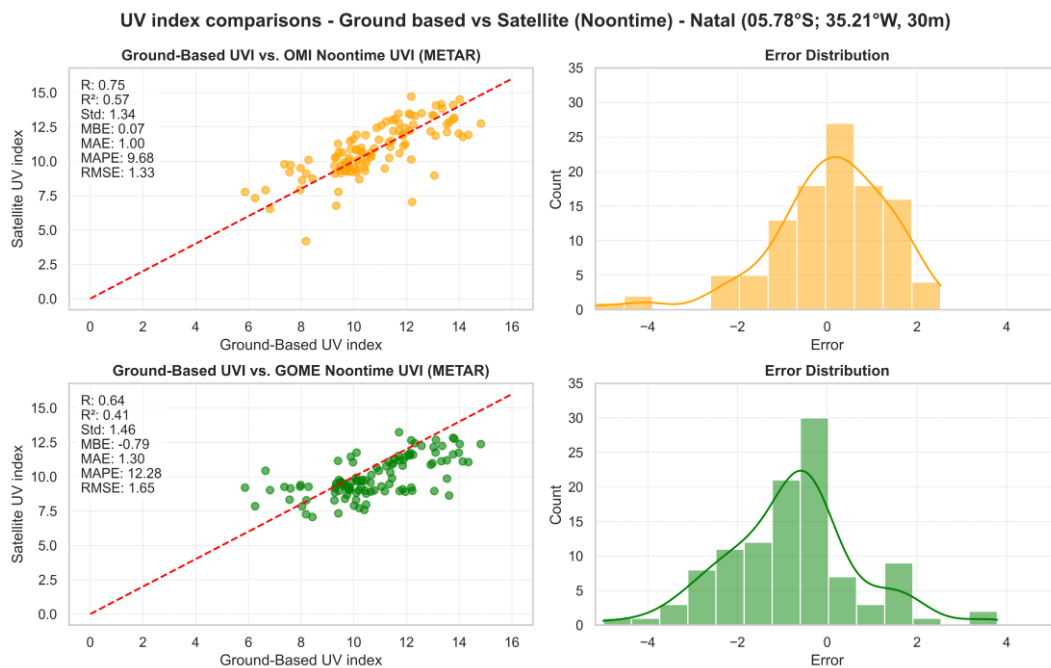 UV index comparisons - Ground based vs Satellite (Noontime) - Natal (05.78°S; 35.21°W, 30m)
Ground-Based UVI vs. OMI Noontime UVI (METAR)
R: 0.75
R²: 0.57
Std: 1.34
MBE: 0.07
MAE: 1.00
MAPE: 9.68
RMSE: 1.33
Satellite UV index
15.0
12.5
10.0
7.5
5.0
2.5
0.0
0 2 4 6 8 10 12 14 16
Ground-Based UV index
Error Distribution
Count
35
30
25
20
15
10
5
0
−4 −2 0 2 4
Error
Ground-Based UVI vs. GOME Noontime UVI (METAR)
R: 0.64
R²: 0.41
Std: 1.46
MBE: -0.79
MAE: 1.30
MAPE: 12.28
RMSE: 1.65
Satellite UV index
15.0
12.5
10.0
7.5
5.0
2.5
0.0
0 2 4 6 8 10 12 14 16
Ground-Based UV index
Error Distribution
Count
35
30
25
20
15
10
5
0
−4 −2 0 2 4
Error